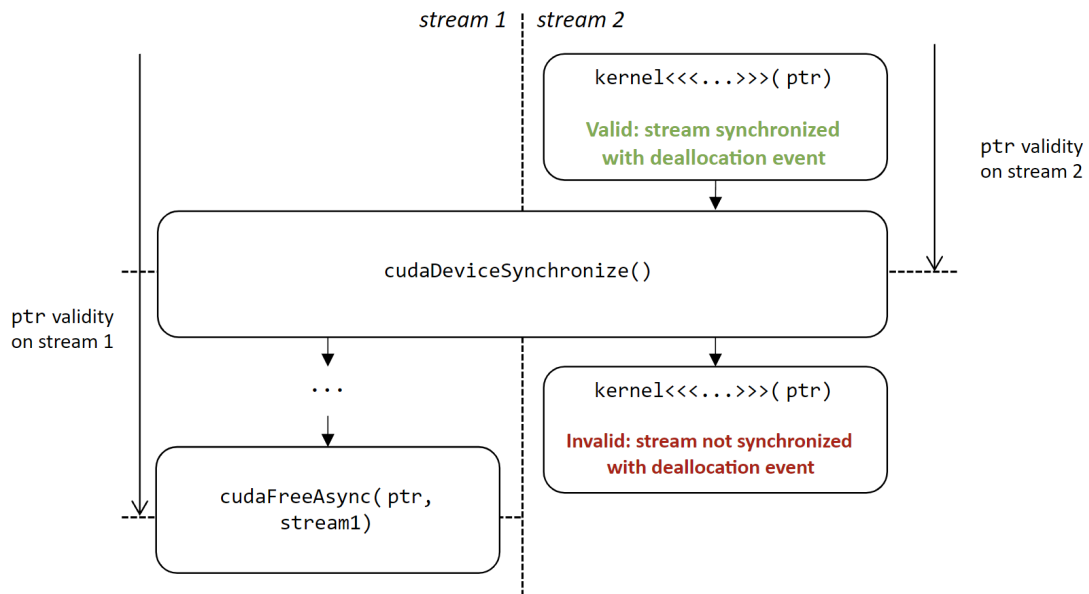 stream 1
stream 2
kernel<<<...>>>(ptr)
Valid: stream synchronized
with deallocation event
ptr validity
on stream 2
cudaDeviceSynchronize()
ptr validity
on stream 1
...
kernel<<<...>>>(ptr)
Invalid: stream not synchronized
with deallocation event
cudaFreeAsync(ptr,
stream1)